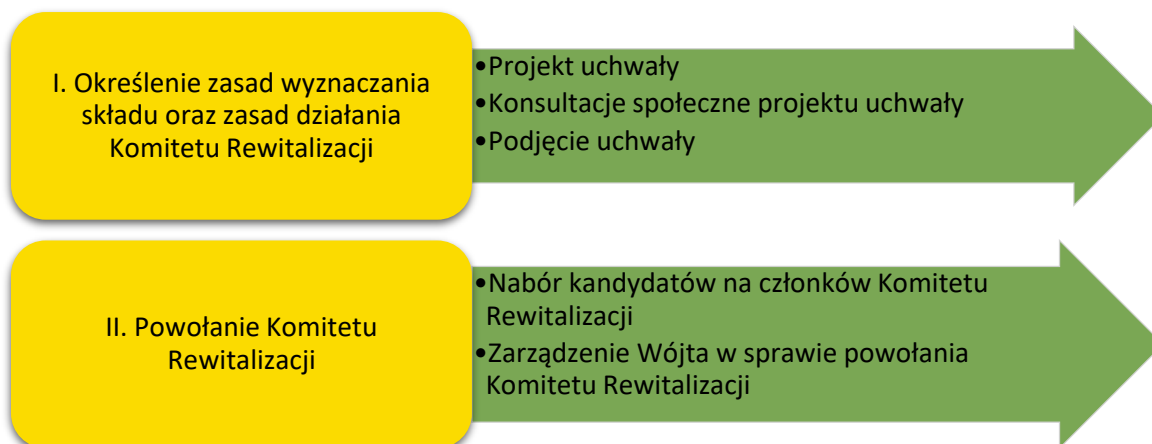 I. Określenie zasad wyznaczania
składu oraz zasad działania
Komitetu Rewitalizacji
•Projekt uchwały
•Konsultacje społeczne projektu uchwały
•Podjęcie uchwały
II. Powołanie Komitetu
Rewitalizacji
•Nabór kandydatów na członków Komitetu
Rewitalizacji
•Zarządzenie Wójta w sprawie powołania
Komitetu Rewitalizacji